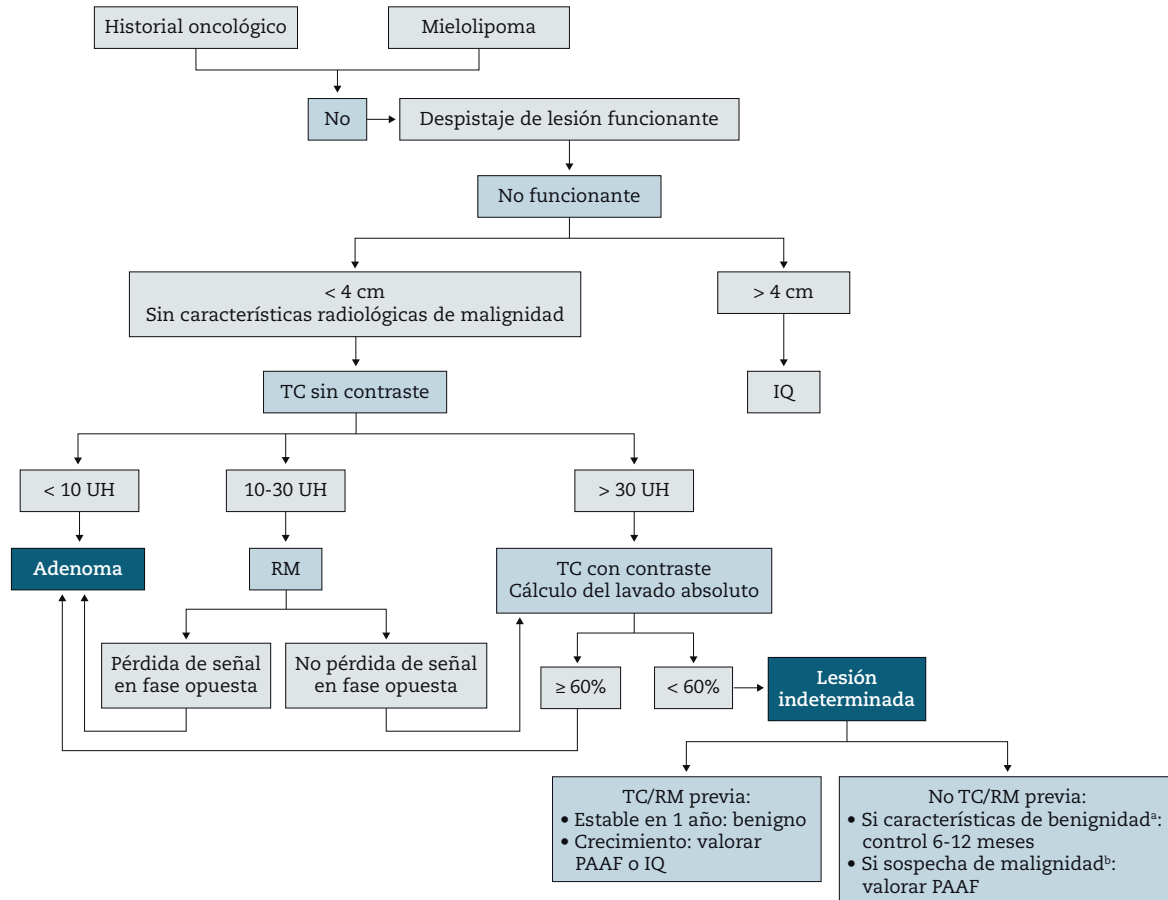 Historial oncológico
Mielolipoma
No
Despistaje de lesión funcionante
No funcionante
< 4 cm
Sin características radiológicas de malignidad
> 4 cm
TC sin contraste
IQ
< 10 UH
10-30 UH
> 30 UH
Adenoma
RM
TC con contraste
Cálculo del lavado absoluto
Pérdida de señal
en fase opuesta
No pérdida de señal
en fase opuesta
≥ 60%
< 60%
Lesión
indeterminada
TC/RM previa:
• Estable en 1 año: benigno
• Crecimiento: valorar
PAAF o IQ
No TC/RM previa:
• Si características de benignidadᵃ:
control 6-12 meses
• Si sospecha de malignidadᵇ:
valorar PAAF